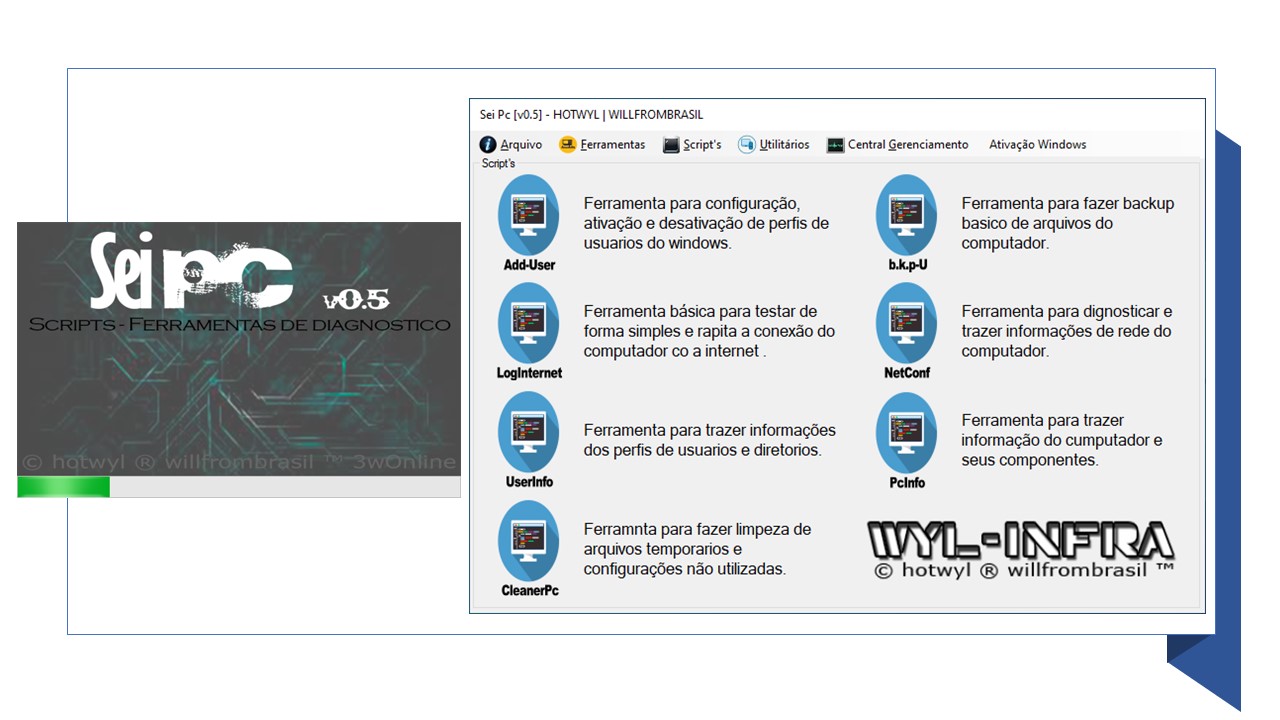 Sei PC v0.5
SCRIPTS - FERRAMENTAS DE DIAGNOSTICO
© hotwyl ® willfrombrasil ™ 3wOnline
Sei Pc [v0.5] - HOTWYL | WILLFROMBRASIL
Arquivo Ferramentas Script's Utilitários Central Gerenciamento Ativação Windows
Script's
Ferramenta para configuração,
ativação e desativação de perfis de
usuarios do windows.
Add-User
Ferramenta para fazer backup
basico de arquivos do
computador.
b.k.p-U
Ferramenta básica para testar de
forma simples e rapita a conexão do
computador co a internet .
LogInternet
Ferramenta para dignosticar e
trazer informações de rede do
computador.
NetConf
Ferramenta para trazer informações
dos perfis de usuarios e diretorios.
UserInfo
Ferramenta para trazer
informação do cumputador e
seus componentes.
PcInfo
Ferramnta para fazer limpeza de
arquivos temporarios e
configurações não utilizadas.
CleanerPc
WYL-INFRA
© hotwyl ® willfrombrasil ™